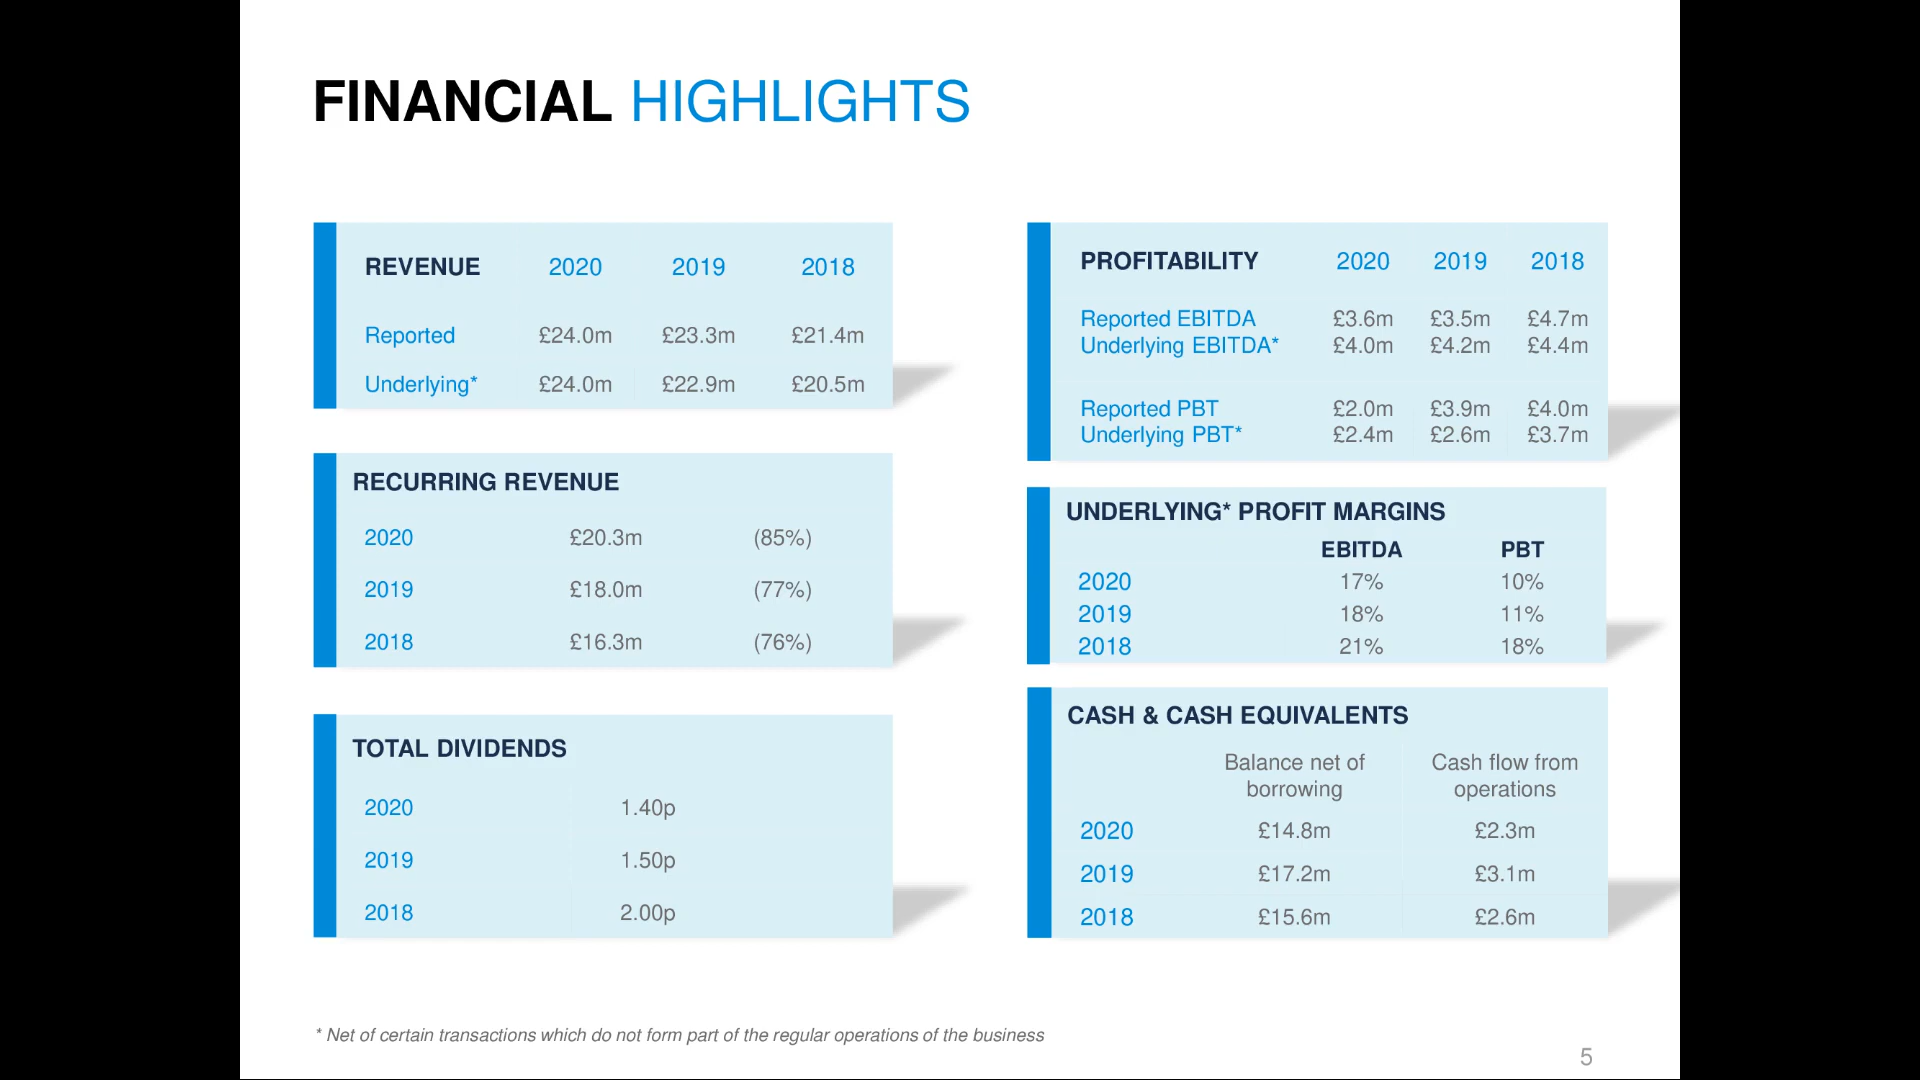 FINANCIAL HIGHLIGHTS
REVENUE 2020 2019 2018
Reported £24.0m £23.3m £21.4m
Underlying* £24.0m £22.9m £20.5m
RECURRING REVENUE
2020 £20.3m (85%)
2019 £18.0m (77%)
2018 £16.3m (76%)
TOTAL DIVIDENDS
2020 1.40p
2019 1.50p
2018 2.00p
PROFITABILITY 2020 2019 2018
Reported EBITDA £3.6m £3.5m £4.7m
Underlying EBITDA* £4.0m £4.2m £4.4m
Reported PBT £2.0m £3.9m £4.0m
Underlying PBT* £2.4m £2.6m £3.7m
UNDERLYING* PROFIT MARGINS
EBITDA PBT
2020 17% 10%
2019 18% 11%
2018 21% 18%
CASH & CASH EQUIVALENTS
Balance net of Cash flow from
borrowing operations
2020 £14.8m £2.3m
2019 £17.2m £3.1m
2018 £15.6m £2.6m
* Net of certain transactions which do not form part of the regular operations of the business
5